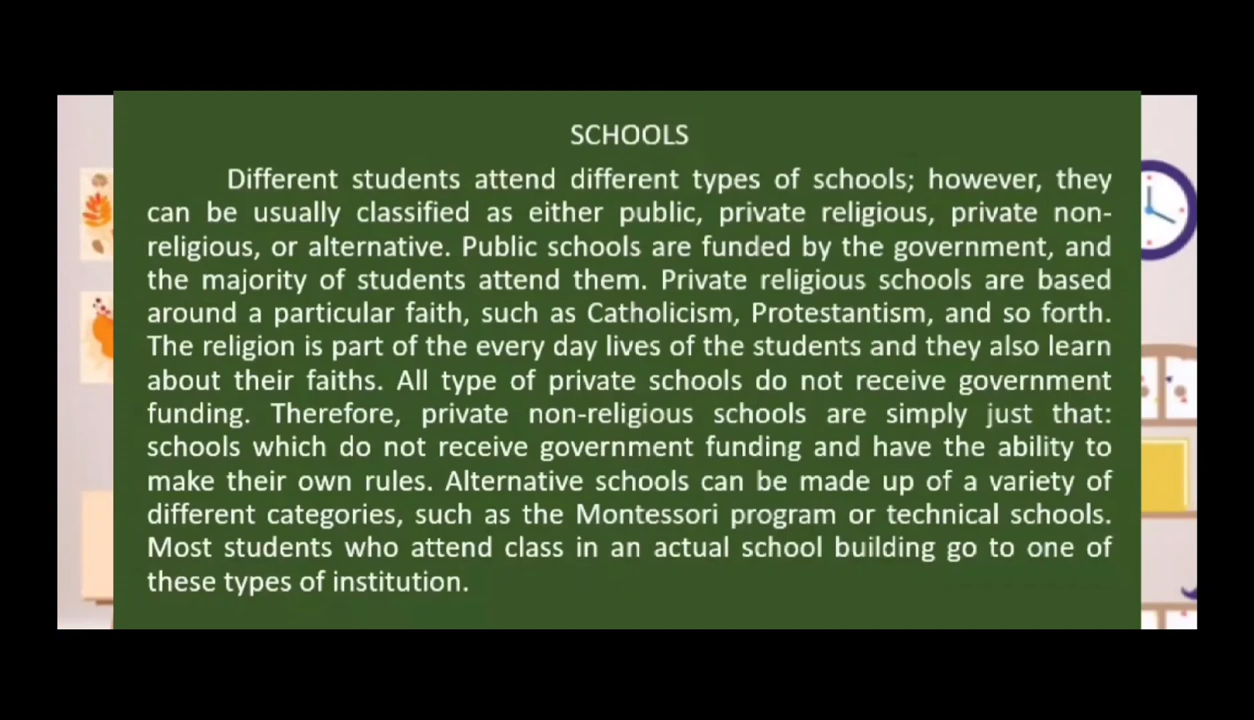 SCHOOLS
Different students attend different types of schools; however, they
can be usually classified as either public, private religious, private non-
religious, or alternative. Public schools are funded by the government, and
the majority of students attend them. Private religious schools are based
around a particular faith, such as Catholicism, Protestantism, and so forth.
The religion is part of the every day lives of the students and they also learn
about their faiths. All type of private schools do not receive government
funding. Therefore, private non-religious schools are simply just that:
schools which do not receive government funding and have the ability to
make their own rules. Alternative schools can be made up of a variety of
different categories, such as the Montessori program or technical schools.
Most students who attend class in an actual school building go to one of
these types of institution.